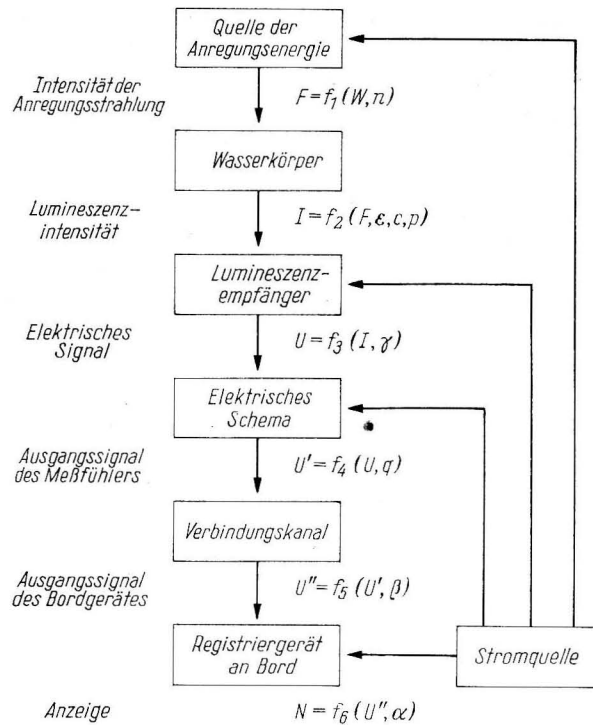 Quelle der
Anregungsenergie
Intensität der
Anregungsstrahlung
F=f₁(W,n)
Wasserkörper
Lumineszenz-
intensität
I=f₂(F,ε,c,p)
Lumineszenz-
empfänger
Elektrisches
Signal
U=f₃(I,γ)
Elektrisches
Schema
Ausgangssignal
des Meßfühlers
U'=f₄(U,q)
Verbindungskanal
Ausgangssignal
des Bordgerätes
U"=f₅(U',β)
Registriergerät
an Bord
Stromquelle
Anzeige
N=f₆(U",α)